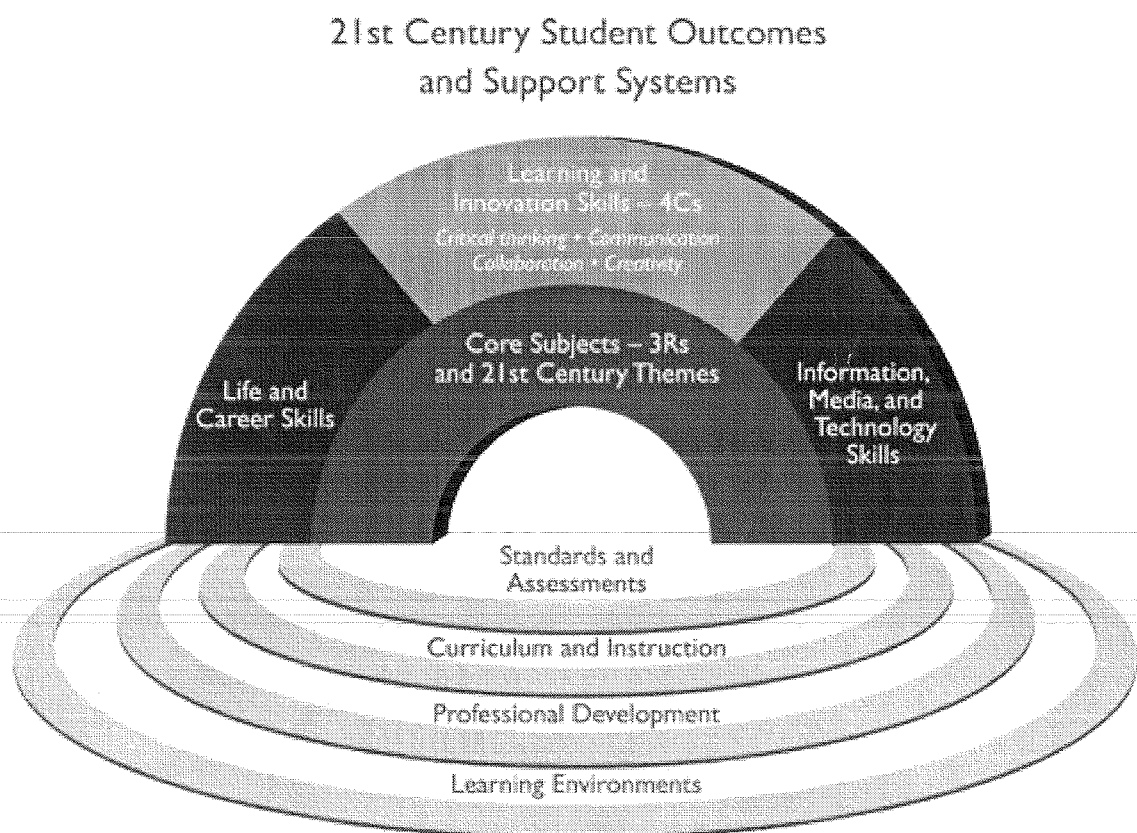 21st Century Student Outcomes
and Support Systems
Learning and
Innovation Skills – 4Cs
Critical thinking • Communication
Collaboration • Creativity
Core Subjects – 3Rs
and 21st Century Themes
Life and
Career Skills
Information,
Media, and
Technology
Skills
Standards and
Assessments
Curriculum and Instruction
Professional Development
Learning Environments